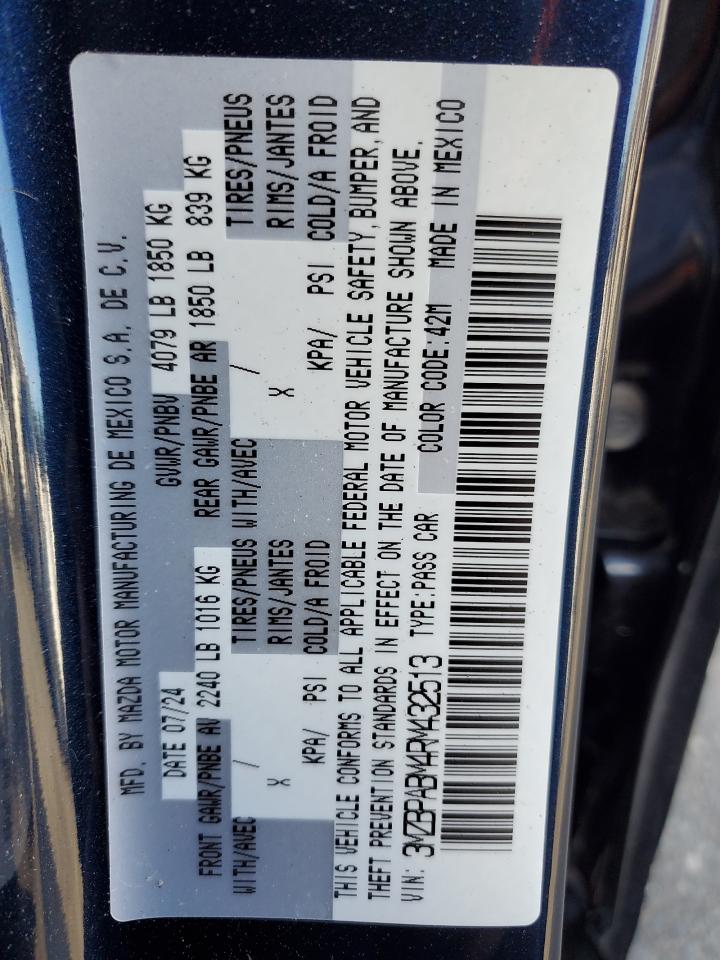 MFD. BY MAZDA MOTOR MANUFACTURING DE MEXICO S.A. DE C.V.
DATE 07/24 GVWR/PNBV 4079 LB 1850 KG
FRONT GAWR/PNBE AV 2240 LB 1016 KG REAR GAWR/PNBE AR 1850 LB 839 KG
WITH/AVEC / TIRES/PNEUS WITH/AVEC / TIRES/PNEUS
X RIMS/JANTES X RIMS/JANTES
KPA/ PSI COLD/A FROID KPA/ PSI COLD/A FROID
THIS VEHICLE CONFORMS TO ALL APPLICABLE FEDERAL MOTOR VEHICLE SAFETY, BUMPER, AND
THEFT PREVENTION STANDARDS IN EFFECT ON THE DATE OF MANUFACTURE SHOWN ABOVE.
VIN: 3MZBPABM4RM432513 TYPE:PASS CAR COLOR CODE:42M MADE IN MEXICO